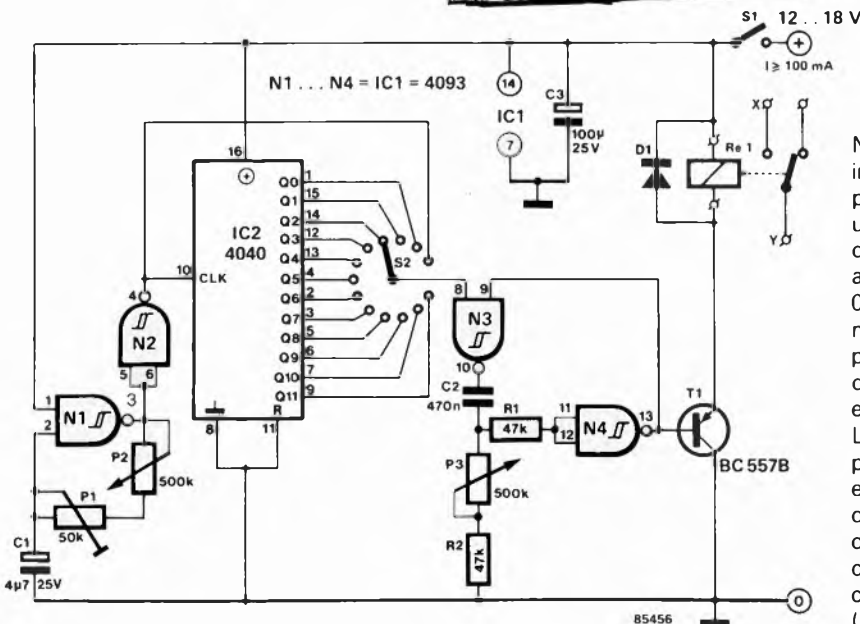 S1 12 . . 18 V
I ≥ 100 mA
N1 . . . N4 = IC1 = 4093
14
IC1
7
C3
100µ
25V
D1
Re 1
X
Y
16
IC2
4040
10 CLK
Q0 1
Q1 15
Q2 14
Q3 12
Q4 13
Q5 4
Q6 2
Q7 3
Q8 5
Q9 6
Q10 7
Q11 9
R
8
11
S2
4
N2
5 6
1
2
N1
3
P2
500k
P1
50k
C1
4µ7 25V
8 9
N3
10
C2
470n
R1
47k
11
12
N4
13
P3
500k
R2
47k
T1
BC 557B
0
85456